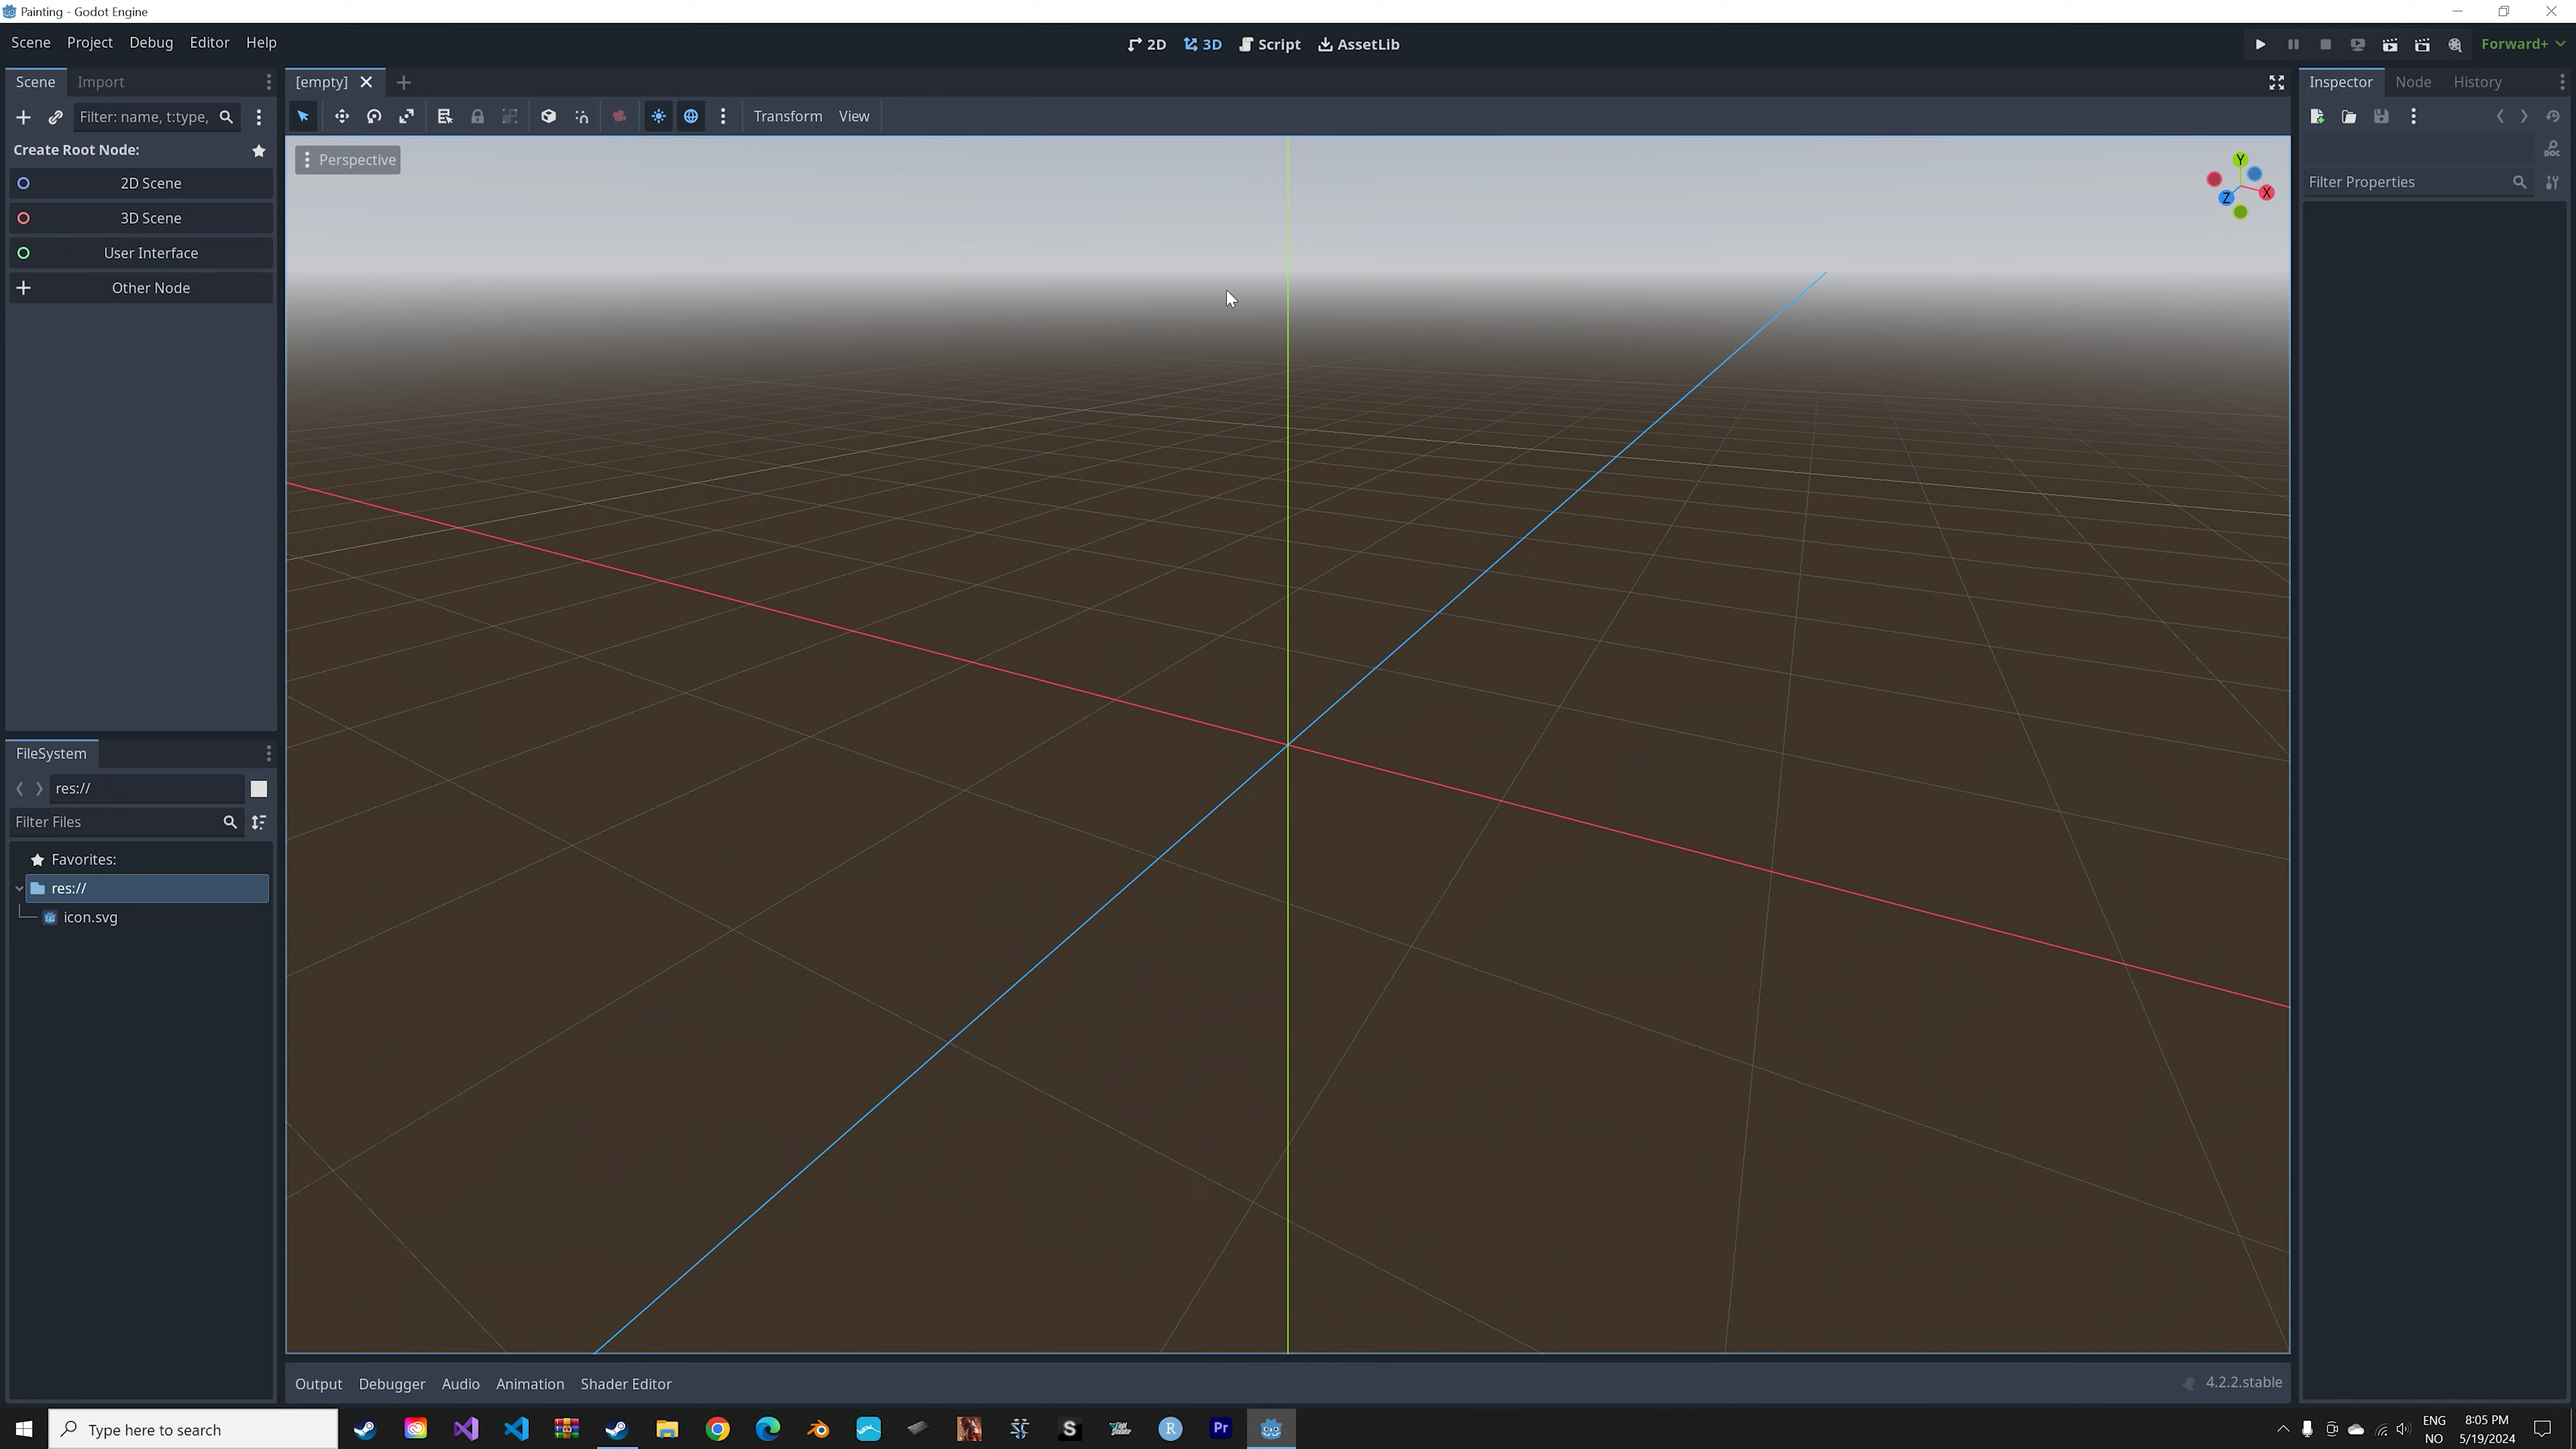 Painting - Godot Engine
Scene Project Debug Editor Help
2D 3D Script AssetLib
Forward+
Scene Import
[empty]
Inspector Node History
Filter: name, t:type,
Transform View
Create Root Node:
Perspective
2D Scene
3D Scene
User Interface
Other Node
Y
X
Z
DOC
Filter Properties
FileSystem
res://
Filter Files
Favorites:
res://
icon.svg
Output Debugger Audio Animation Shader Editor
4.2.2.stable
Type here to search
S
R
Pr
ENG
NO
8:05 PM
5/19/2024